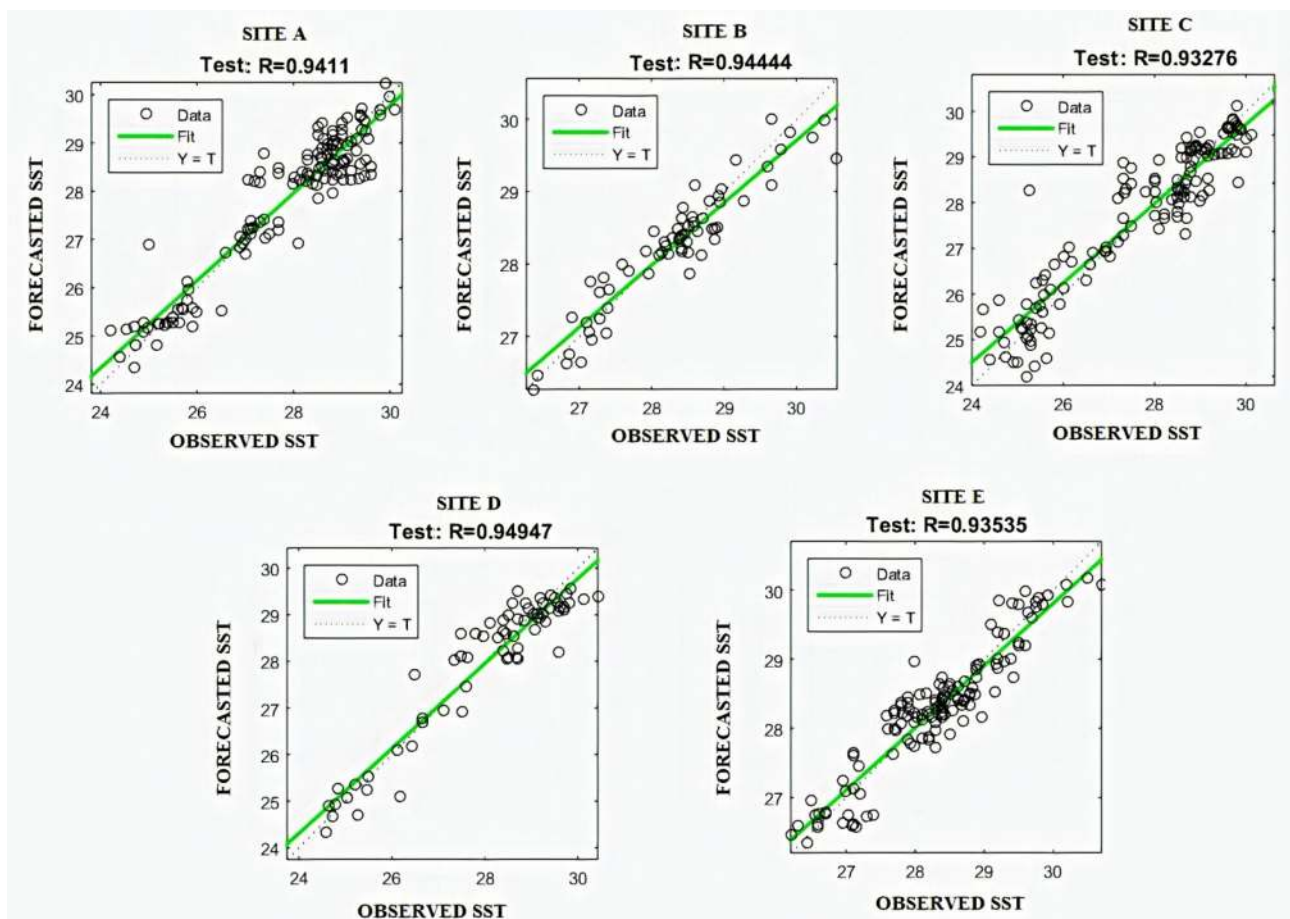 SITE A
Test: R=0.9411
FORECASTED SST
30
29
28
27
26
25
24
Data
Fit
Y = T
24 26 28 30
OBSERVED SST
SITE B
Test: R=0.94444
FORECASTED SST
30
29
28
27
Data
Fit
Y = T
27 28 29 30
OBSERVED SST
SITE C
Test: R=0.93276
FORECASTED SST
30
29
28
27
26
25
24
Data
Fit
Y = T
24 26 28 30
OBSERVED SST
SITE D
Test: R=0.94947
FORECASTED SST
30
29
28
27
26
25
24
Data
Fit
Y = T
24 26 28 30
OBSERVED SST
SITE E
Test: R=0.93535
FORECASTED SST
30
29
28
27
Data
Fit
Y = T
27 28 29 30
OBSERVED SST